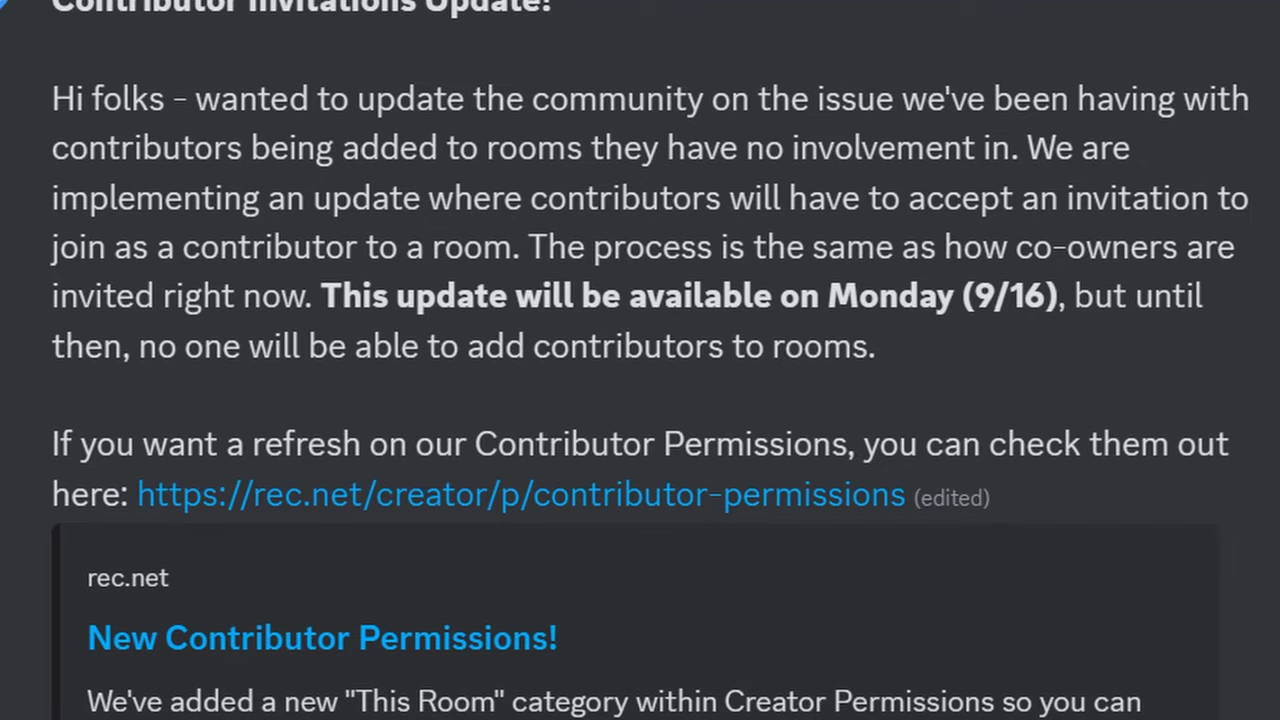 Contributor Invitations Update!
Hi folks - wanted to update the community on the issue we've been having with
contributors being added to rooms they have no involvement in. We are
implementing an update where contributors will have to accept an invitation to
join as a contributor to a room. The process is the same as how co-owners are
invited right now. This update will be available on Monday (9/16), but until
then, no one will be able to add contributors to rooms.
If you want a refresh on our Contributor Permissions, you can check them out
here: https://rec.net/creator/p/contributor-permissions (edited)
rec.net
New Contributor Permissions!
We've added a new "This Room" category within Creator Permissions so you can